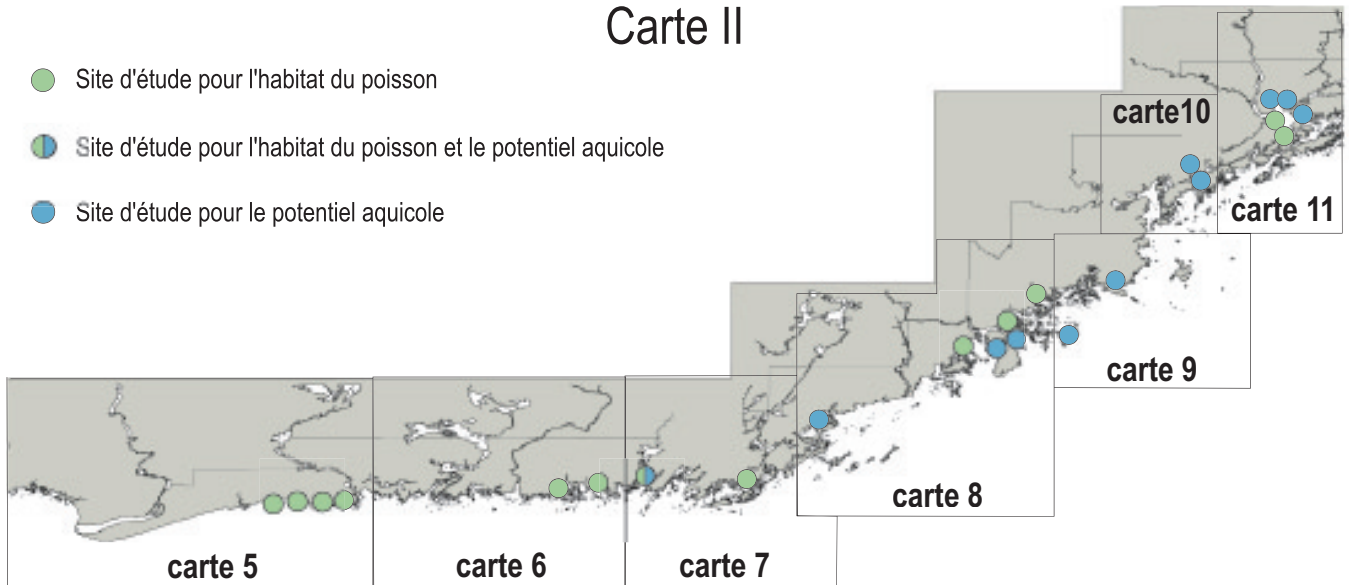 Carte II
Site d'étude pour l'habitat du poisson
Site d'étude pour l'habitat du poisson et le potentiel aquicole
Site d'étude pour le potentiel aquicole
carte10
carte 11
carte 9
carte 8
carte 5
carte 6
carte 7